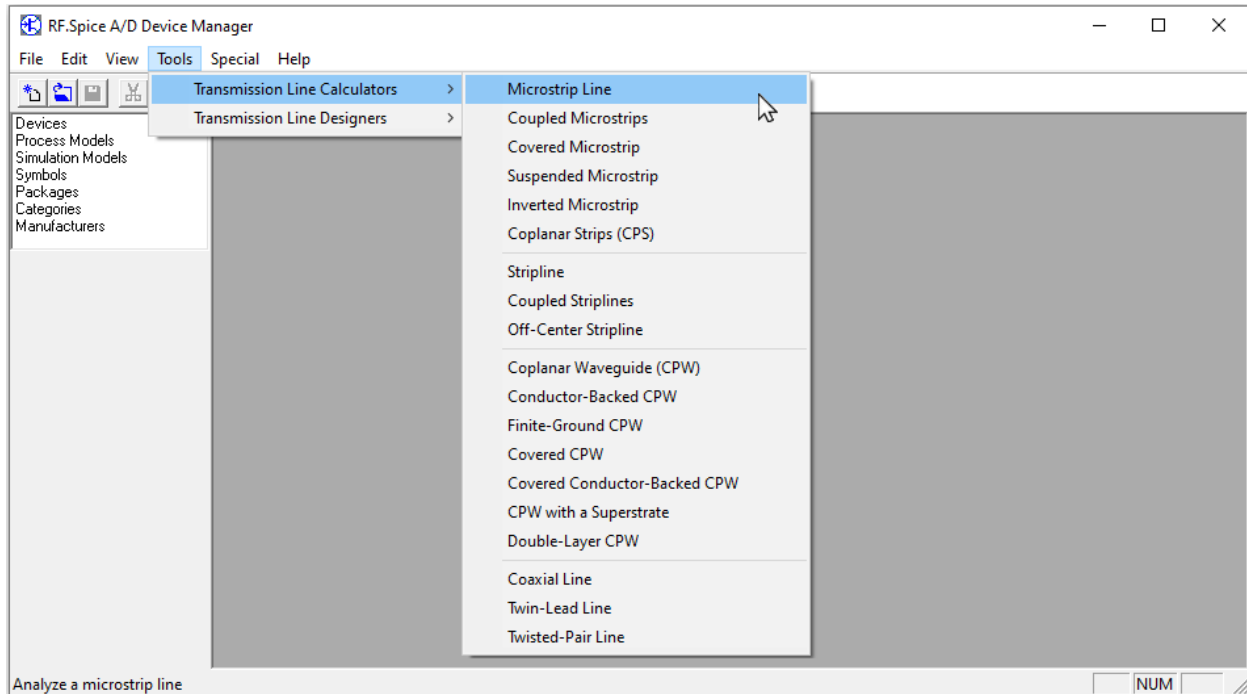 RF.Spice A/D Device Manager
File Edit View Tools Special Help
Transmission Line Calculators
Transmission Line Designers
Microstrip Line
Coupled Microstrips
Covered Microstrip
Suspended Microstrip
Inverted Microstrip
Coplanar Strips (CPS)
Stripline
Coupled Striplines
Off-Center Stripline
Coplanar Waveguide (CPW)
Conductor-Backed CPW
Finite-Ground CPW
Covered CPW
Covered Conductor-Backed CPW
CPW with a Superstrate
Double-Layer CPW
Coaxial Line
Twin-Lead Line
Twisted-Pair Line
Devices
Process Models
Simulation Models
Symbols
Packages
Categories
Manufacturers
Analyze a microstrip line
NUM